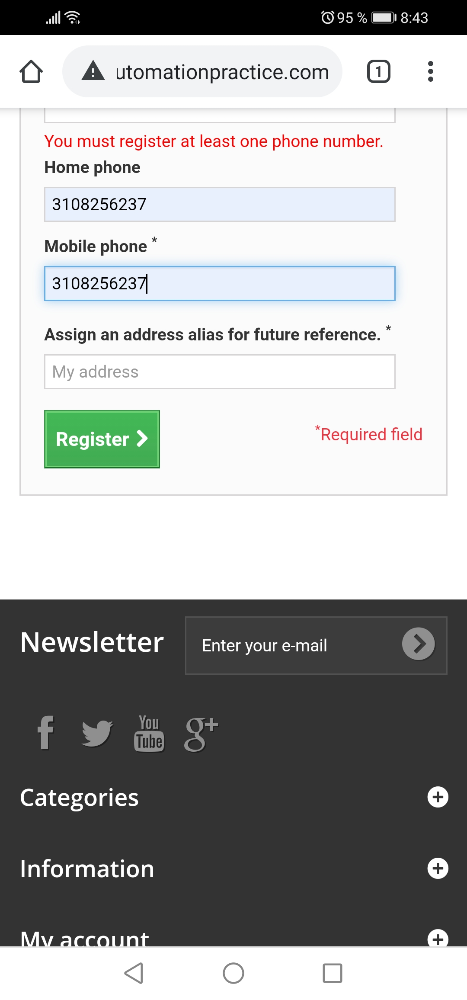 95 % 8:43
utomationpractice.com 1
You must register at least one phone number.
Home phone
3108256237
Mobile phone *
3108256237
Assign an address alias for future reference. *
My address
Register
*Required field
Newsletter
Enter your e-mail
f You Tube g+
Categories
Information
My account